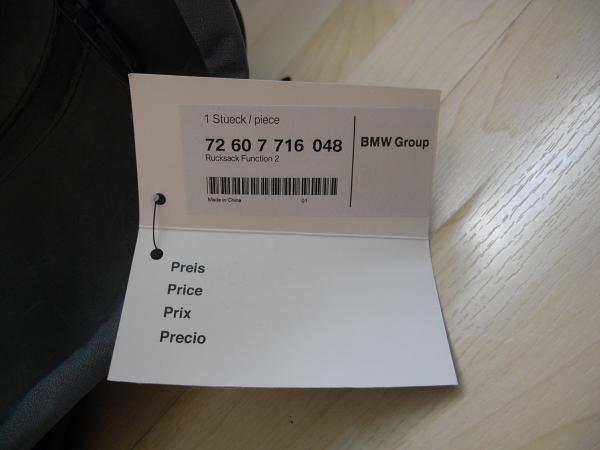 1 Stueck / piece
72 60 7 716 048
Rucksack Function 2
Made in China 01
BMW Group
Preis
Price
Prix
Precio